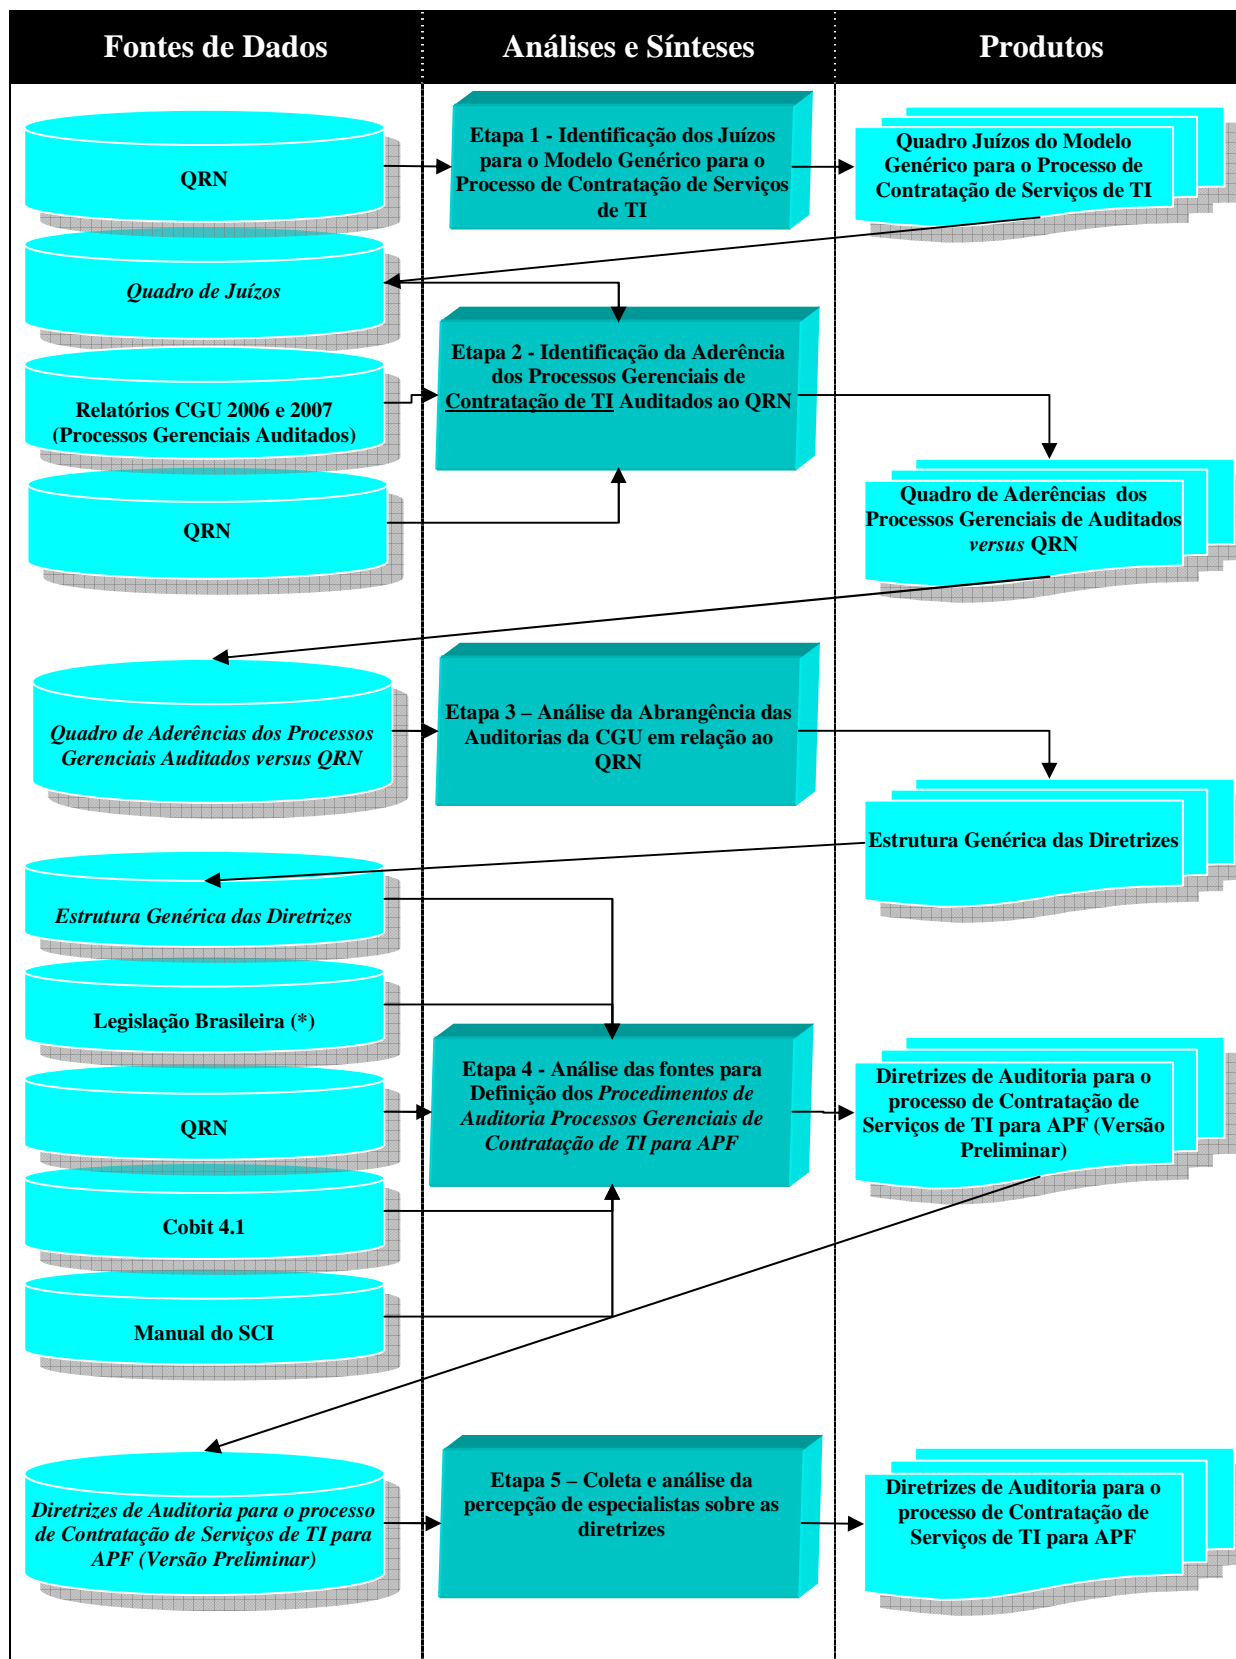 Fontes de Dados
Análises e Sínteses
Produtos
QRN
Etapa 1 - Identificação dos Juízos
para o Modelo Genérico para o
Processo de Contratação de Serviços
de TI
Quadro Juízos do Modelo
Genérico para o Processo de
Contratação de Serviços de TI
Quadro de Juízos
Relatórios CGU 2006 e 2007
(Processos Gerenciais Auditados)
QRN
Etapa 2 - Identificação da Aderência
dos Processos Gerenciais de
Contratação de TI Auditados ao QRN
Quadro de Aderências dos
Processos Gerenciais de Auditados
versus QRN
Quadro de Aderências dos Processos
Gerenciais Auditados versus QRN
Etapa 3 – Análise da Abrangência das
Auditorias da CGU em relação ao
QRN
Estrutura Genérica das Diretrizes
Estrutura Genérica das Diretrizes
Legislação Brasileira (*)
QRN
Cobit 4.1
Manual do SCI
Etapa 4 - Análise das fontes para
Definição dos Procedimentos de
Auditoria Processos Gerenciais de
Contratação de TI para APF
Diretrizes de Auditoria para o
processo de Contratação de
Serviços de TI para APF (Versão
Preliminar)
Diretrizes de Auditoria para o processo
de Contratação de Serviços de TI para
APF (Versão Preliminar)
Etapa 5 – Coleta e análise da
percepção de especialistas sobre as
diretrizes
Diretrizes de Auditoria para o
processo de Contratação de
Serviços de TI para APF